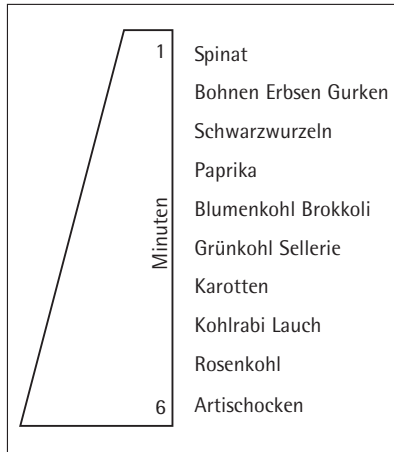 1 Spinat
Bohnen Erbsen Gurken
Schwarzwurzeln
Paprika
Blumenkohl Brokkoli
Minuten
Grünkohl Sellerie
Karotten
Kohlrabi Lauch
Rosenkohl
6 Artischocken